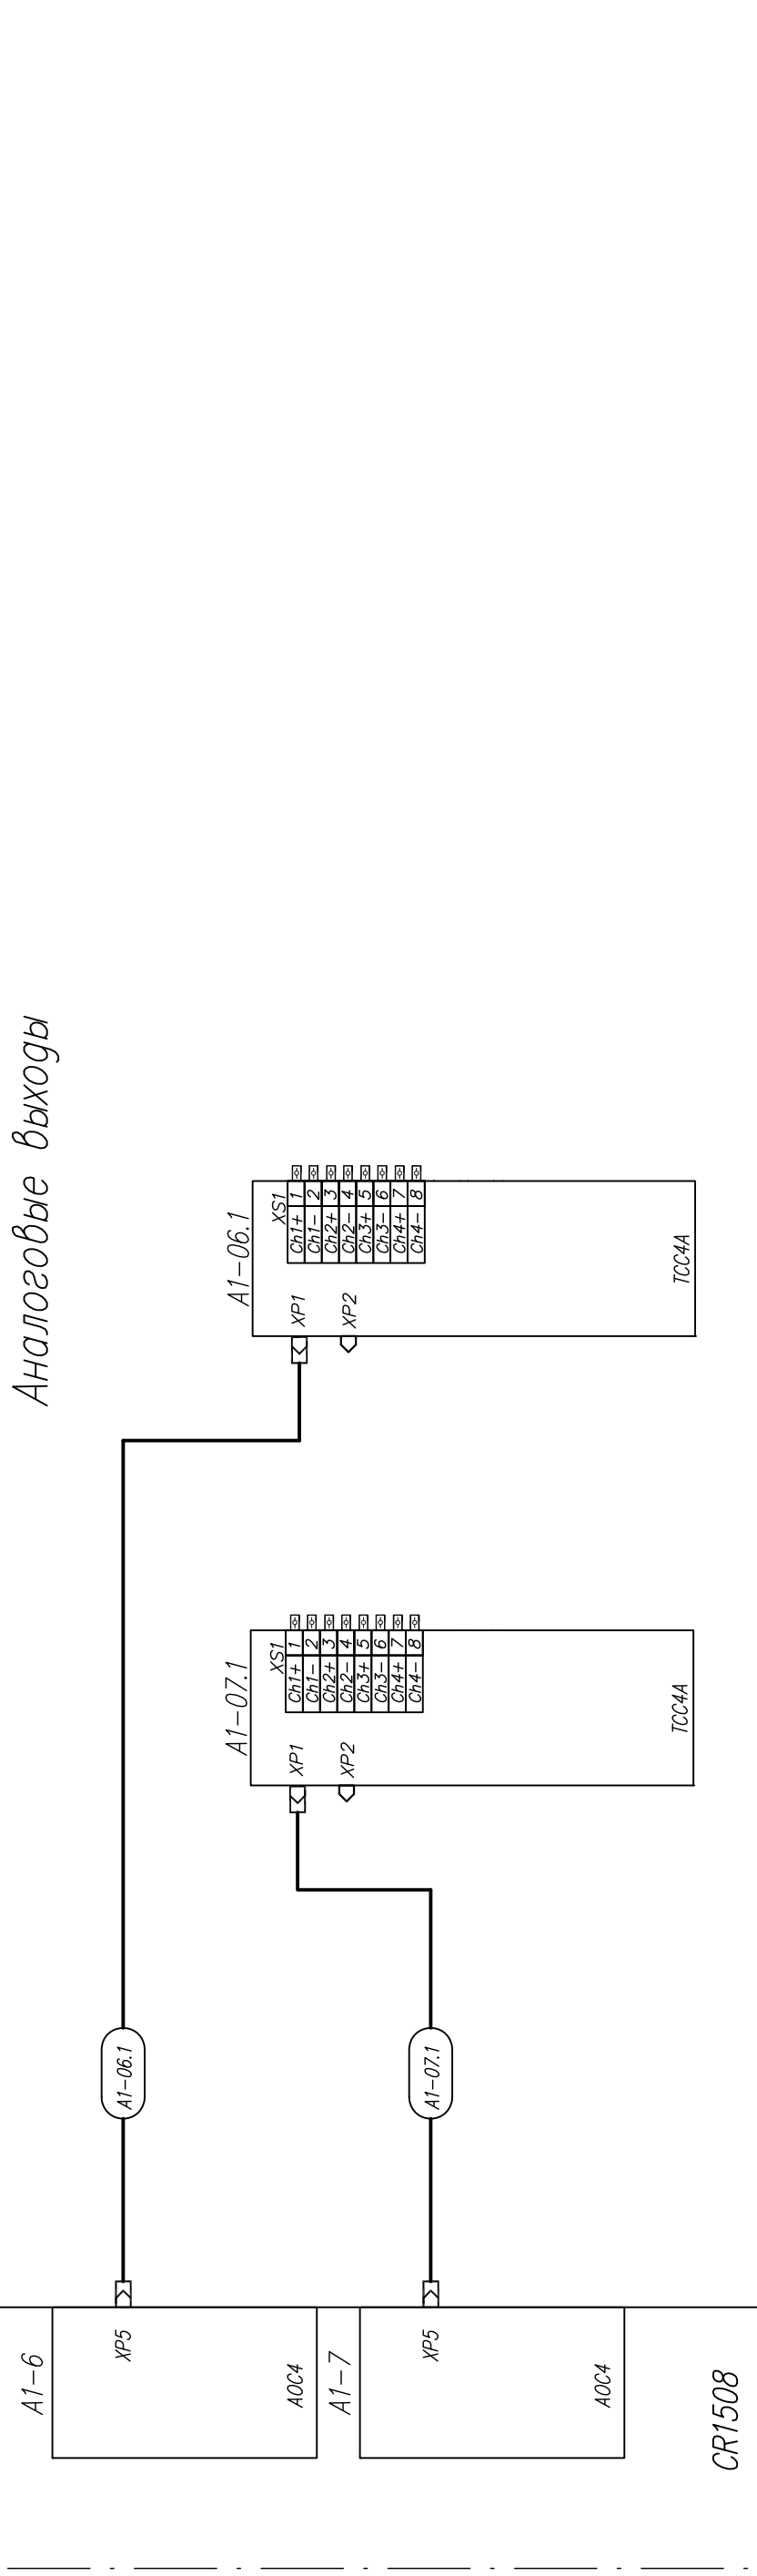 Аналоговые выходы
A1-6
XP5
AOC4
A1-06.1
A1-06.1
XP1
XP2
XS1
Ch1+ 1
Ch1- 2
Ch2+ 3
Ch2- 4
Ch3+ 5
Ch3- 6
Ch4+ 7
Ch4- 8
TCC4A
A1-7
XP5
AOC4
A1-07.1
A1-07.1
XP1
XP2
XS1
Ch1+ 1
Ch1- 2
Ch2+ 3
Ch2- 4
Ch3+ 5
Ch3- 6
Ch4+ 7
Ch4- 8
TCC4A
CR1508